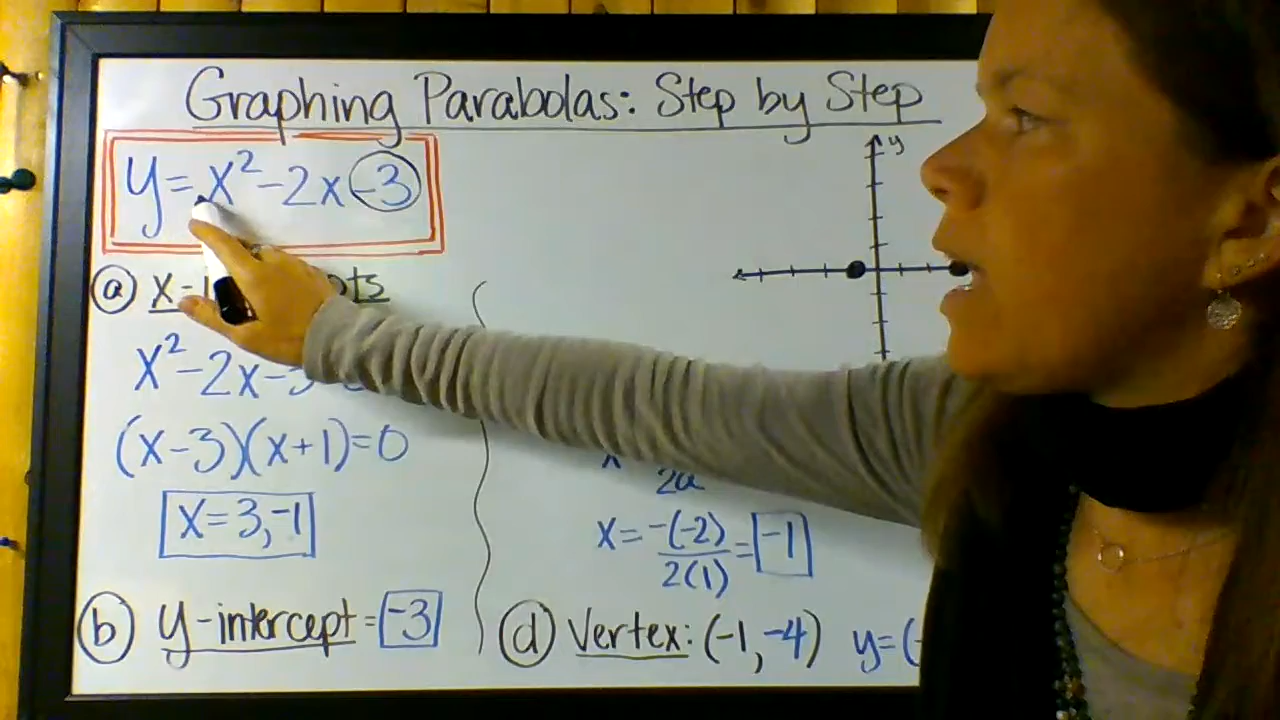 Graphing Parabolas: Step by Step
y=x²-2x-3
y
ⓐ x-
x²-2x-3
(x-3)(x+1)=0
x=3,-1
ⓑ y-intercept=-3
2a
x=-(-2)/2(1)=-1
ⓓ Vertex: (-1,-4) y=(-